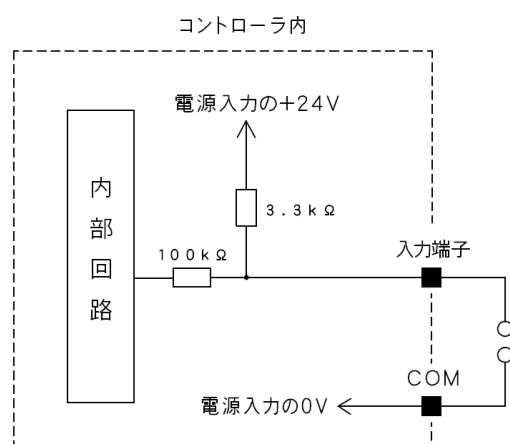 コントローラ内
電源入力の+24V
内部回路
3.3kΩ
100kΩ
入力端子
COM
電源入力の0V